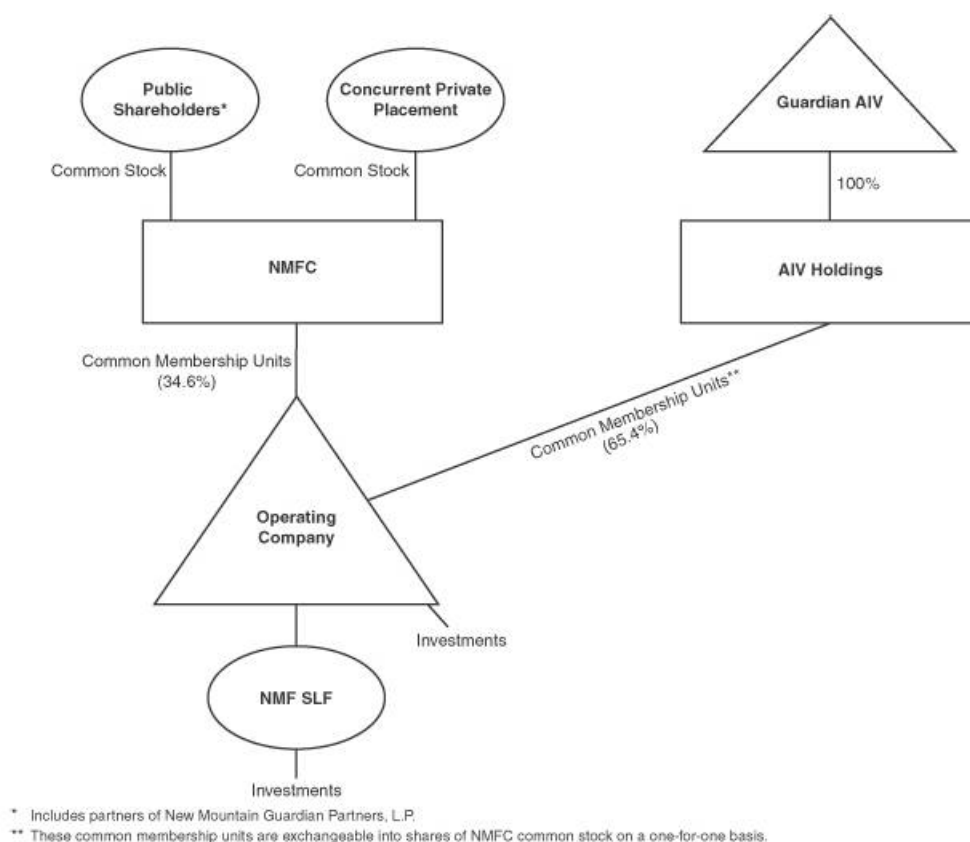 Public
Shareholders*
Concurrent Private
Placement
Guardian AIV
Common Stock
Common Stock
100%
NMFC
AIV Holdings
Common Membership Units
(34.6%)
Common Membership Units**
(65.4%)
Operating
Company
Investments
NMF SLF
Investments
* Includes partners of New Mountain Guardian Partners, L.P.
** These common membership units are exchangeable into shares of NMFC common stock on a one-for-one basis.